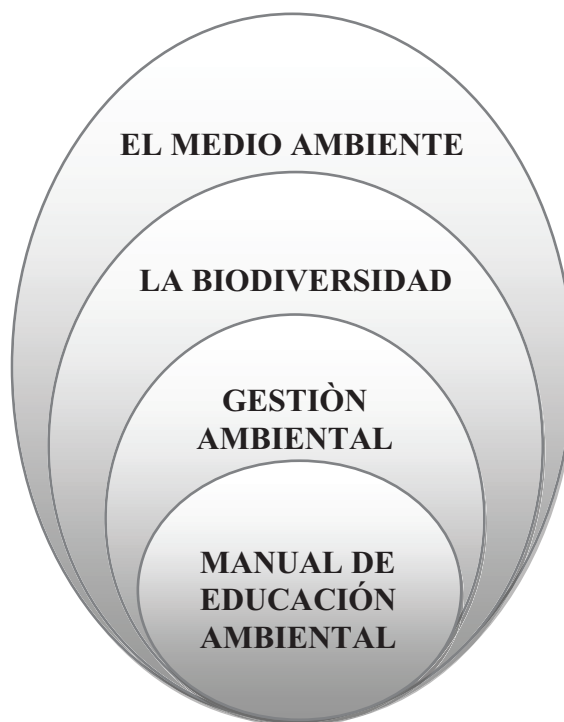 EL MEDIO AMBIENTE
LA BIODIVERSIDAD
GESTIÒN
AMBIENTAL
MANUAL DE
EDUCACIÓN
AMBIENTAL